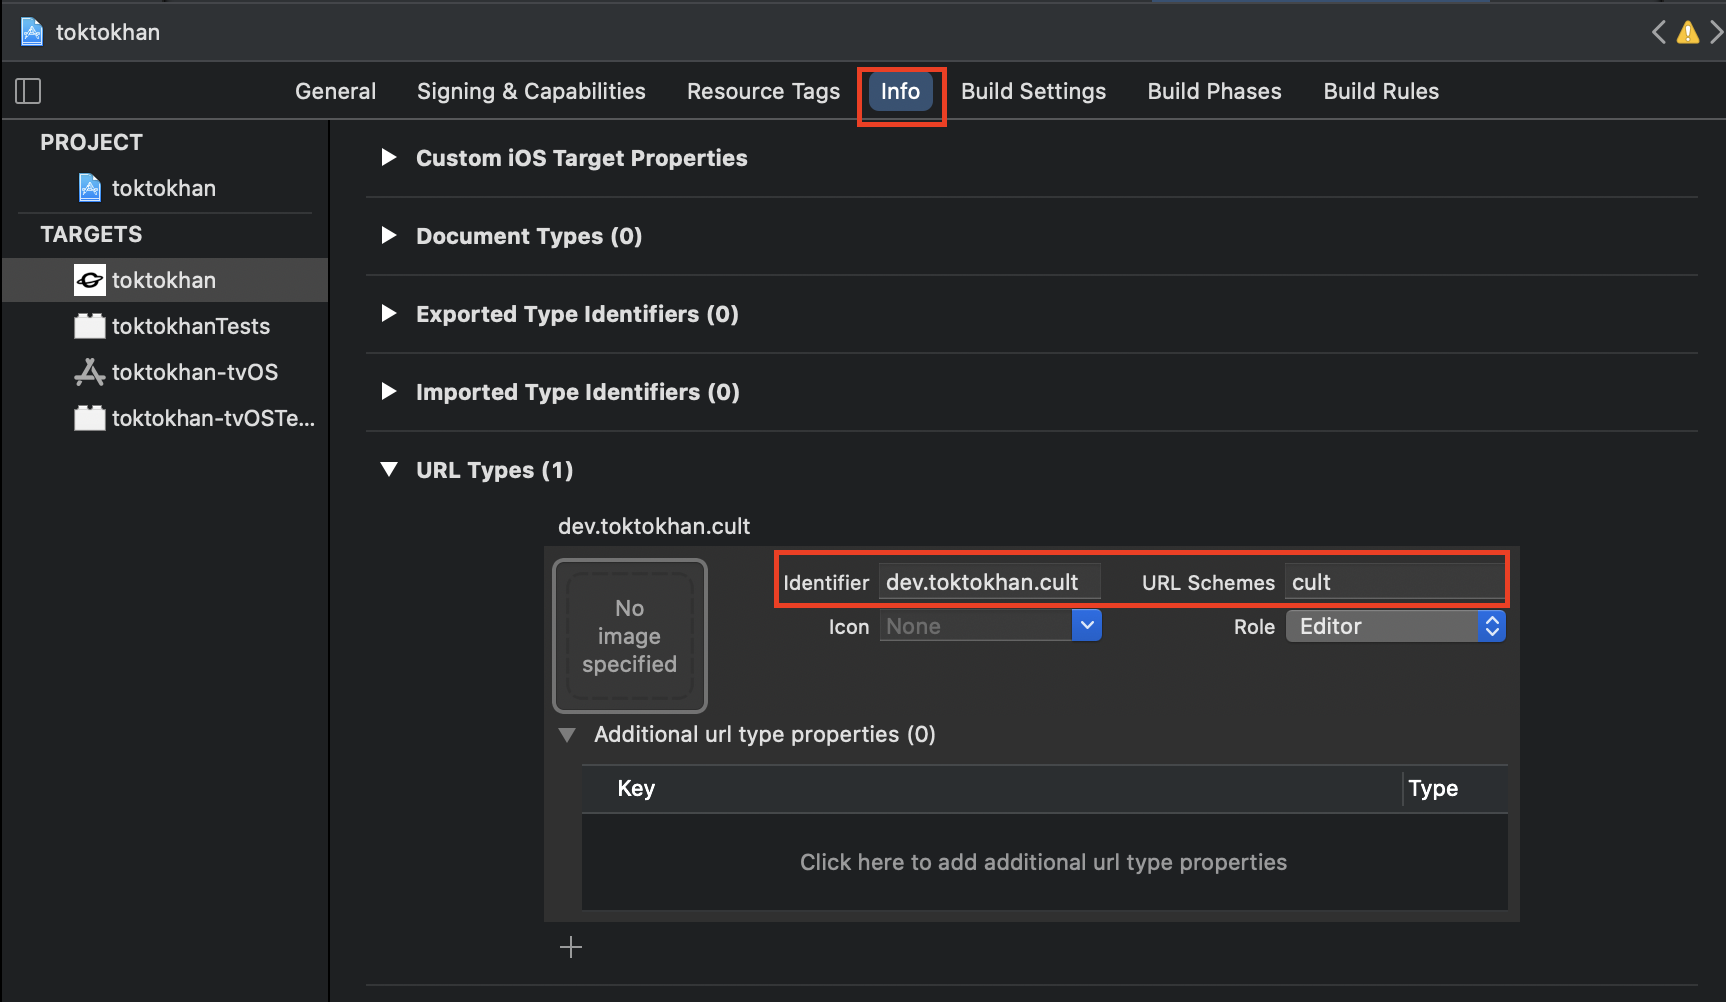 toktokhan
General Signing & Capabilities Resource Tags Info Build Settings Build Phases Build Rules
PROJECT
toktokhan
TARGETS
toktokhan
toktokhanTests
toktokhan-tvOS
toktokhan-tvOSTe...
Custom iOS Target Properties
Document Types (0)
Exported Type Identifiers (0)
Imported Type Identifiers (0)
URL Types (1)
dev.toktokhan.cult
No
image
specified
Identifier dev.toktokhan.cult URL Schemes cult
Icon None Role Editor
Additional url type properties (0)
Key Type
Click here to add additional url type properties